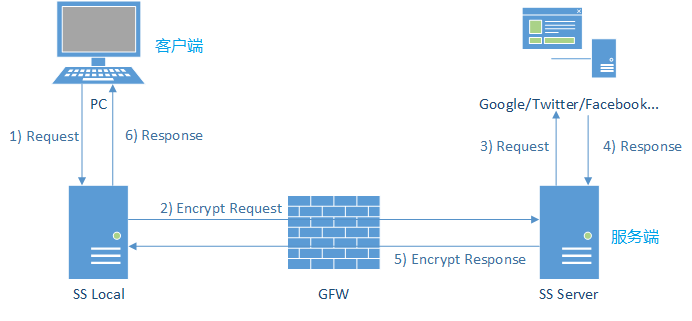 客户端
PC
Google/Twitter/Facebook...
1) Request
6) Response
3) Request
4) Response
2) Encrypt Request
服务端
5) Encrypt Response
SS Local
GFW
SS Server